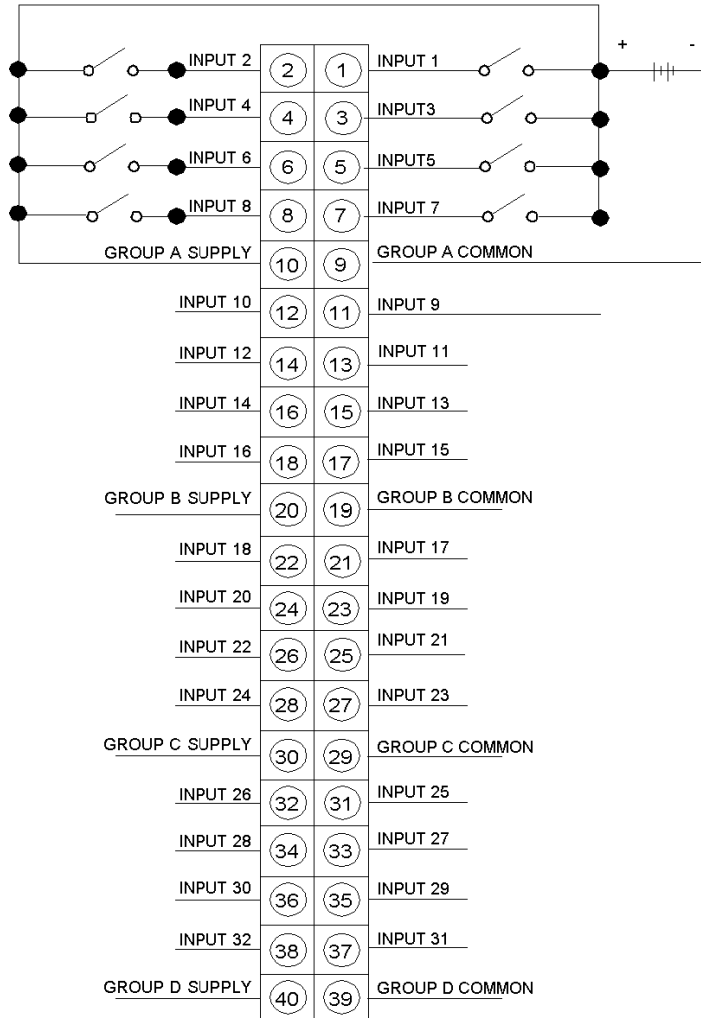 + -
INPUT 2 2 1 INPUT 1
INPUT 4 4 3 INPUT3
INPUT 6 6 5 INPUT5
INPUT 8 8 7 INPUT 7
GROUP A SUPPLY 10 9 GROUP A COMMON
INPUT 10 12 11 INPUT 9
INPUT 12 14 13 INPUT 11
INPUT 14 16 15 INPUT 13
INPUT 16 18 17 INPUT 15
GROUP B SUPPLY 20 19 GROUP B COMMON
INPUT 18 22 21 INPUT 17
INPUT 20 24 23 INPUT 19
INPUT 22 26 25 INPUT 21
INPUT 24 28 27 INPUT 23
GROUP C SUPPLY 30 29 GROUP C COMMON
INPUT 26 32 31 INPUT 25
INPUT 28 34 33 INPUT 27
INPUT 30 36 35 INPUT 29
INPUT 32 38 37 INPUT 31
GROUP D SUPPLY 40 39 GROUP D COMMON